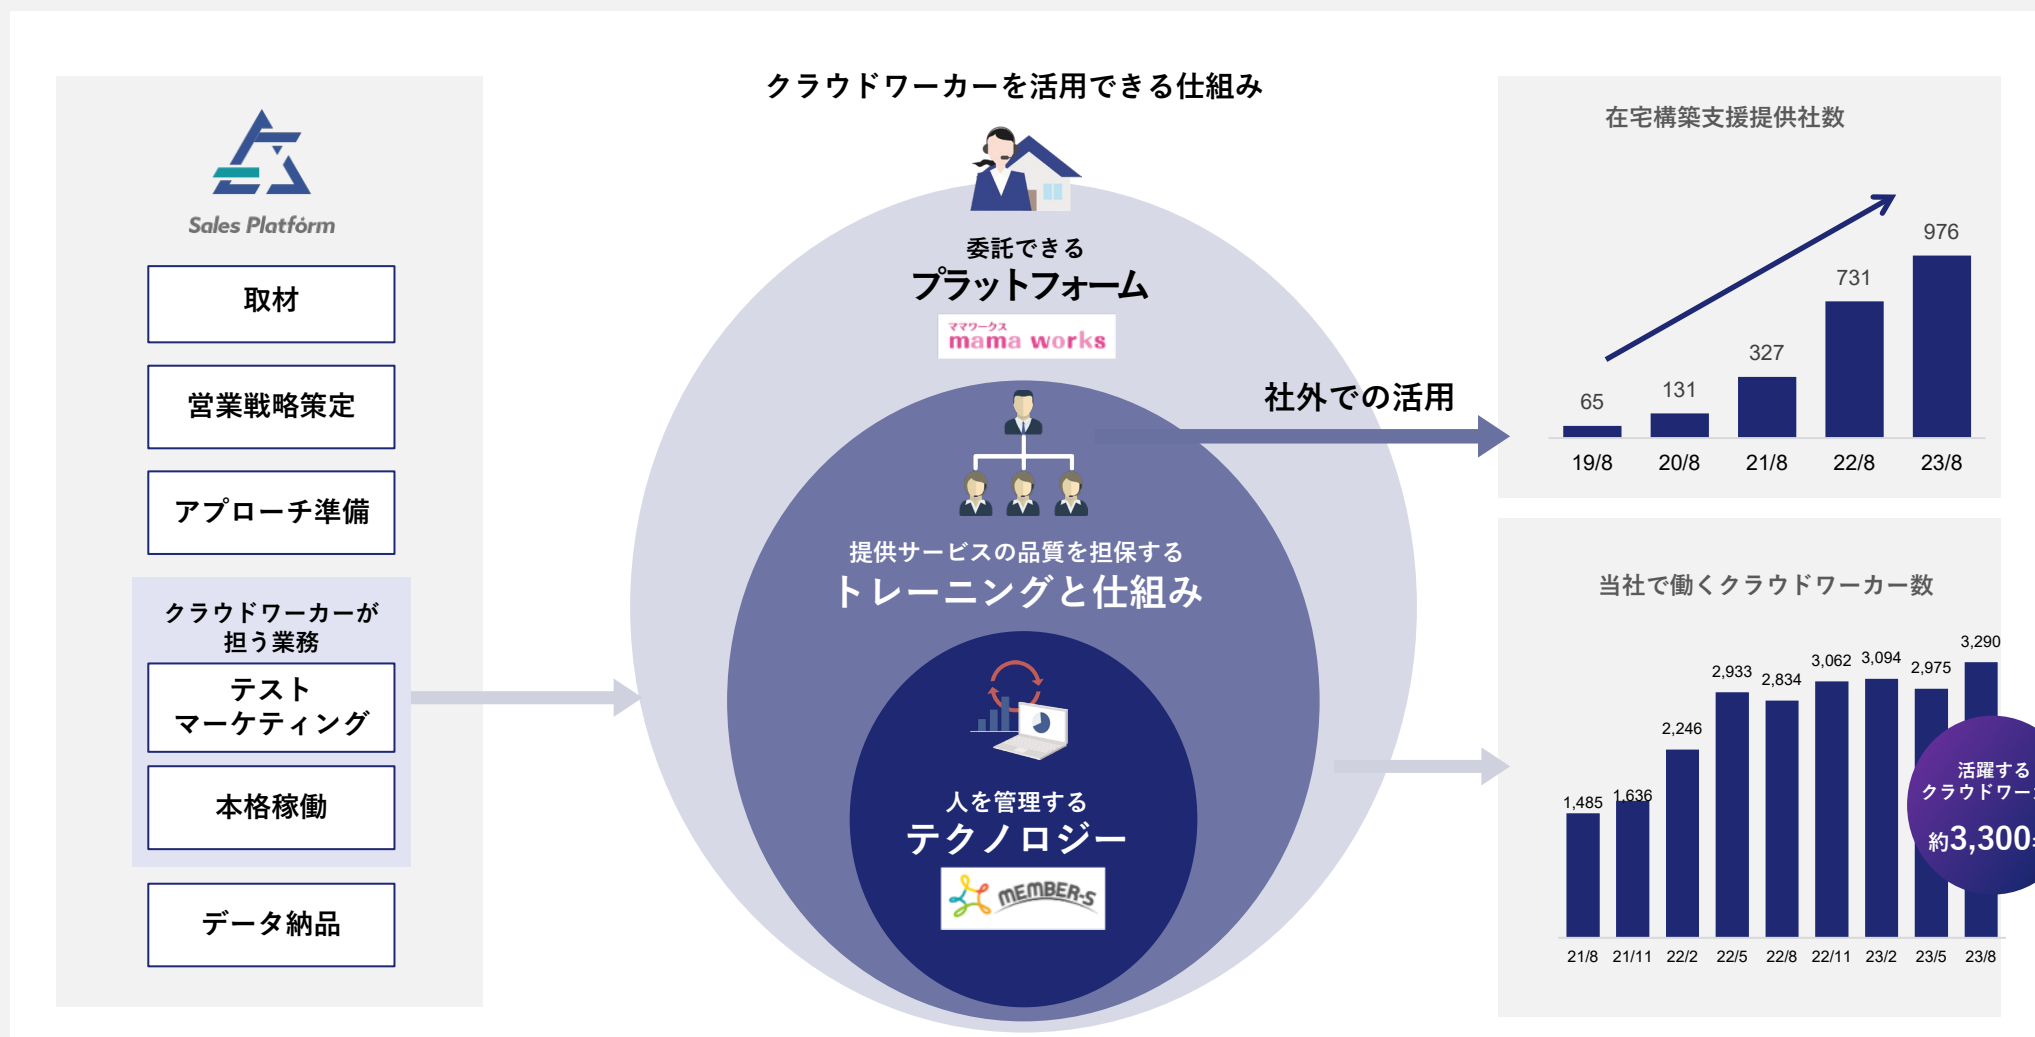 Sales Platform
取材
営業戦略策定
アプローチ準備
クラウドワーカーが
担う業務
テスト
マーケティング
本格稼働
データ納品
クラウドワーカーを活用できる仕組み
委託できる
プラットフォーム
ママワークス
mama works
提供サービスの品質を担保する
トレーニングと仕組み
人を管理する
テクノロジー
MEMBER-S
社外での活用
在宅構築支援提供社数
65
131
327
731
976
19/8 20/8 21/8 22/8 23/8
当社で働くクラウドワーカー数
1,485
1,636
2,246
2,933
2,834
3,062
3,094
2,975
3,290
21/8 21/11 22/2 22/5 22/8 22/11 23/2 23/5 23/8
活躍する
クラウドワー
約3,300